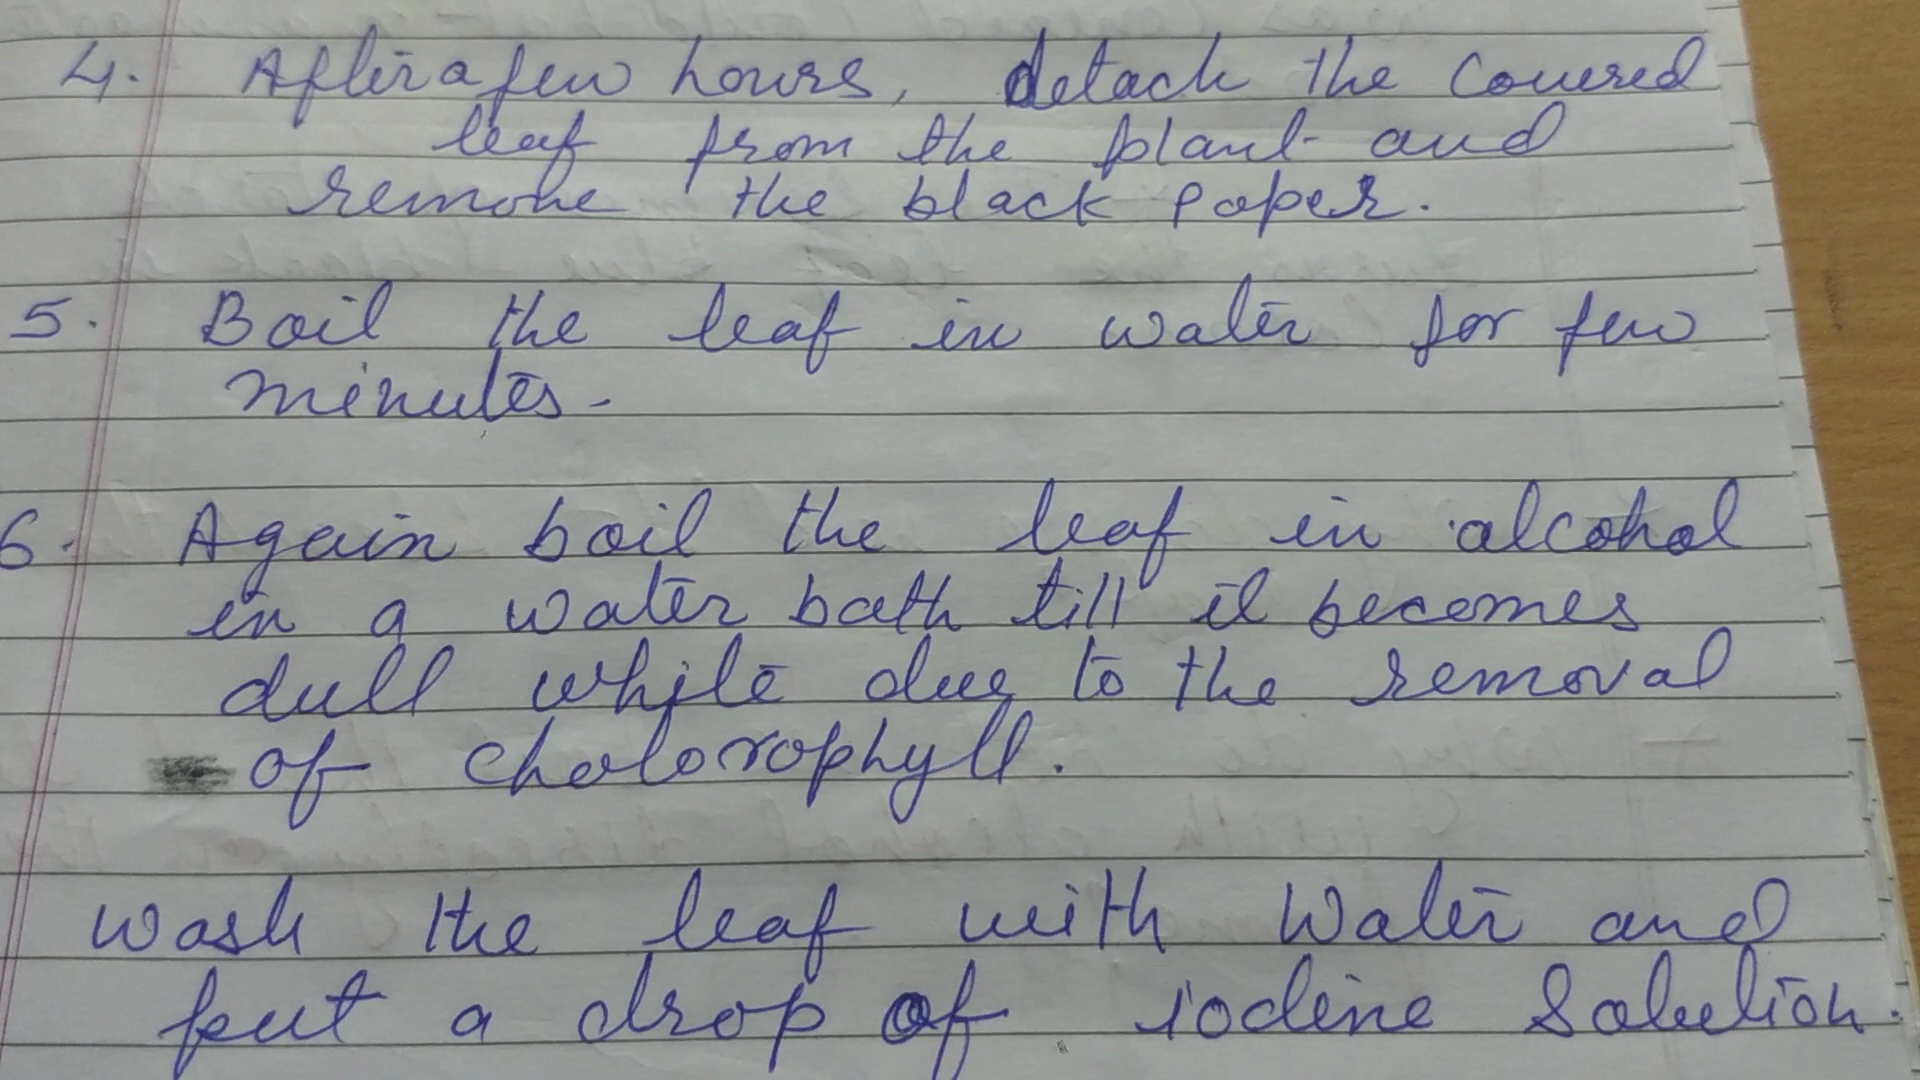 4. After a few hours, detach the Covered
leaf from the plant and
remove the black paper.
5. Boil the leaf in water for few
minutes.
6. Again boil the leaf in alcohol
in a water bath till it becomes
dull white due to the removal
of cholorophyll.
wash the leaf with Water and
put a drop of iodine Solution.